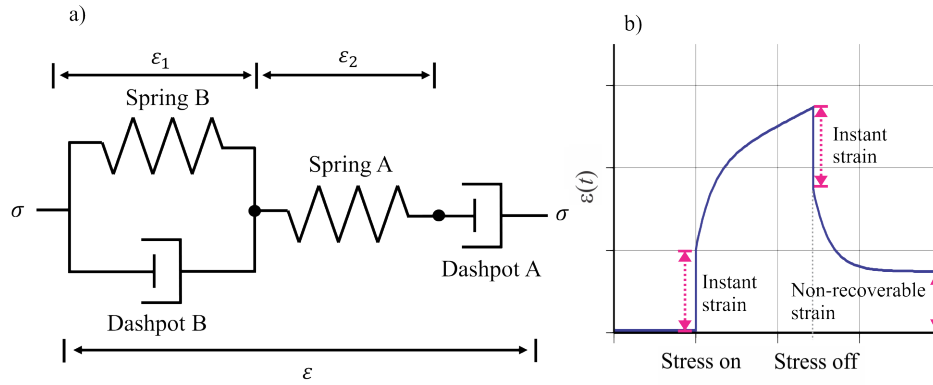 a)
ε₁
ε₂
Spring B
Spring A
σ
σ
Dashpot A
Dashpot B
ε
b)
ε(t)
Instant
strain
Instant
strain
Non-recoverable
strain
Stress on
Stress off